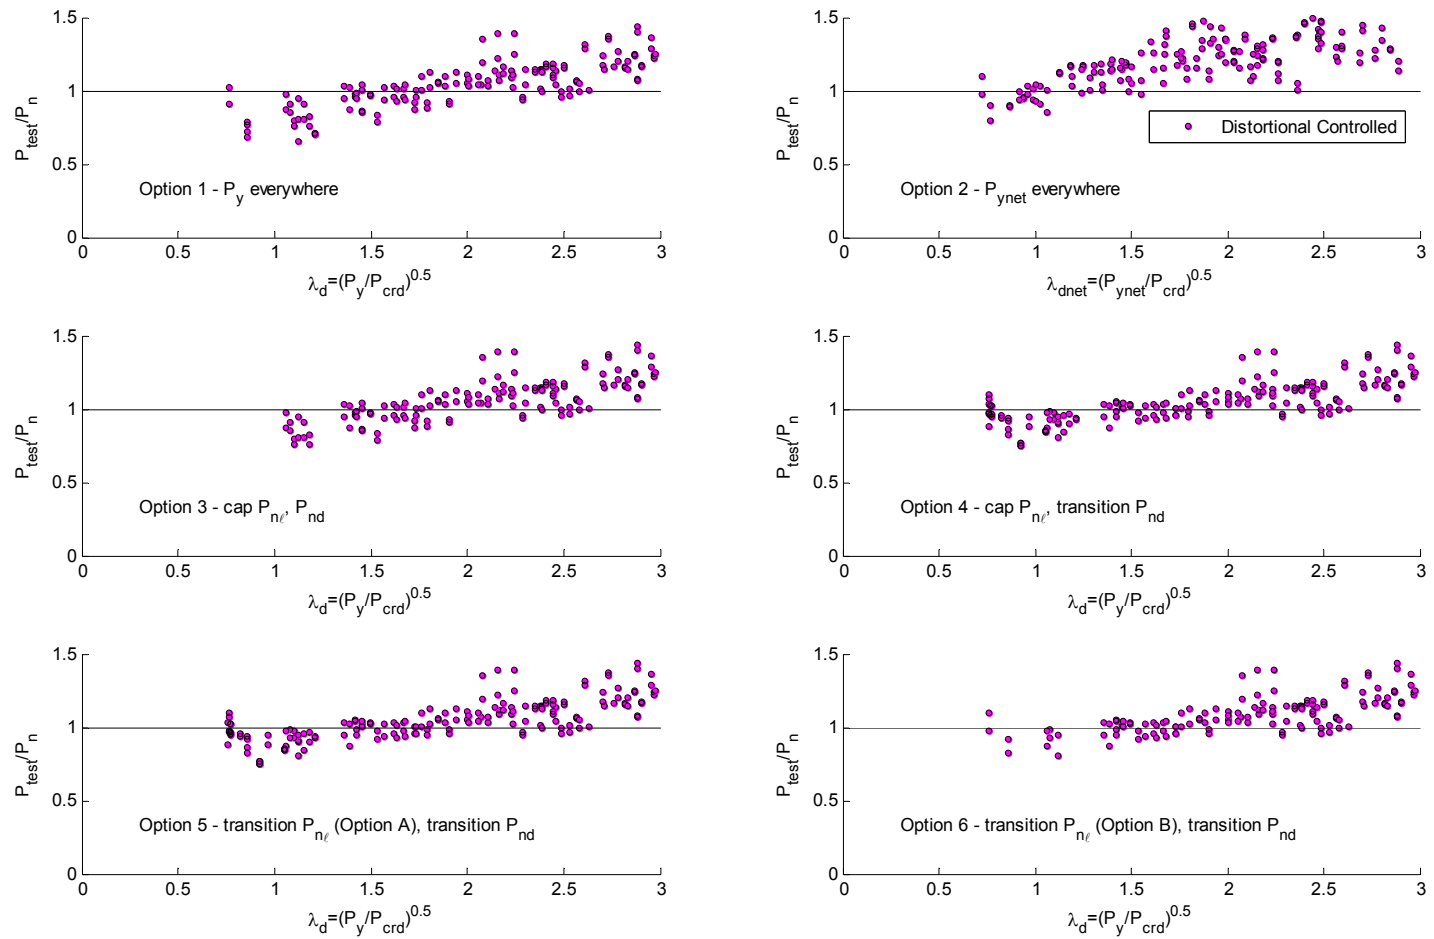 1.5
1
0.5
0
P_test/P_n
Option 1 - P_y everywhere
0 0.5 1 1.5 2 2.5 3
λ_d=(P_y/P_crd)^0.5
1.5
1
0.5
0
P_test/P_n
Distortional Controlled
Option 2 - P_ynet everywhere
0 0.5 1 1.5 2 2.5 3
λ_dnet=(P_ynet/P_crd)^0.5
1.5
1
0.5
0
P_test/P_n
Option 3 - cap P_nℓ, P_nd
0 0.5 1 1.5 2 2.5 3
λ_d=(P_y/P_crd)^0.5
1.5
1
0.5
0
P_test/P_n
Option 4 - cap P_nℓ, transition P_nd
0 0.5 1 1.5 2 2.5 3
λ_d=(P_y/P_crd)^0.5
1.5
1
0.5
0
P_test/P_n
Option 5 - transition P_nℓ (Option A), transition P_nd
0 0.5 1 1.5 2 2.5 3
λ_d=(P_y/P_crd)^0.5
1.5
1
0.5
0
P_test/P_n
Option 6 - transition P_nℓ (Option B), transition P_nd
0 0.5 1 1.5 2 2.5 3
λ_d=(P_y/P_crd)^0.5